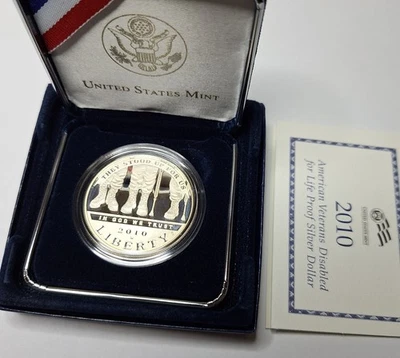 UNITED STATES MINT
THEY STOOD UP FOR US
IN GOD WE TRUST
2010
LIBERTY
2010
American Veterans Disabled
for Life Proof Silver Dollar